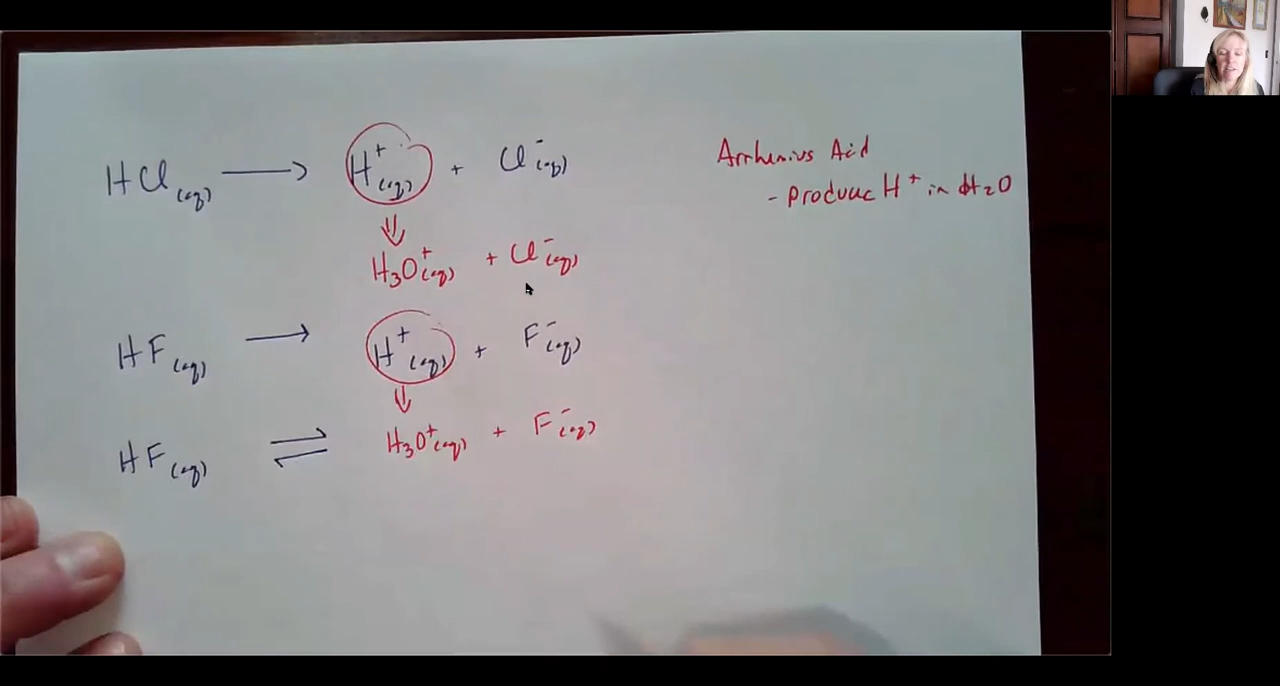 HCl(aq) ⟶ H⁺(aq) + Cl⁻(aq)
⇓
H₃O⁺(aq) + Cl⁻(aq)
HF(aq) ⟶ H⁺(aq) + F⁻(aq)
⇓
HF(aq) ⇌ H₃O⁺(aq) + F⁻(aq)
Arrhenius Acid
- produce H⁺ in H₂O